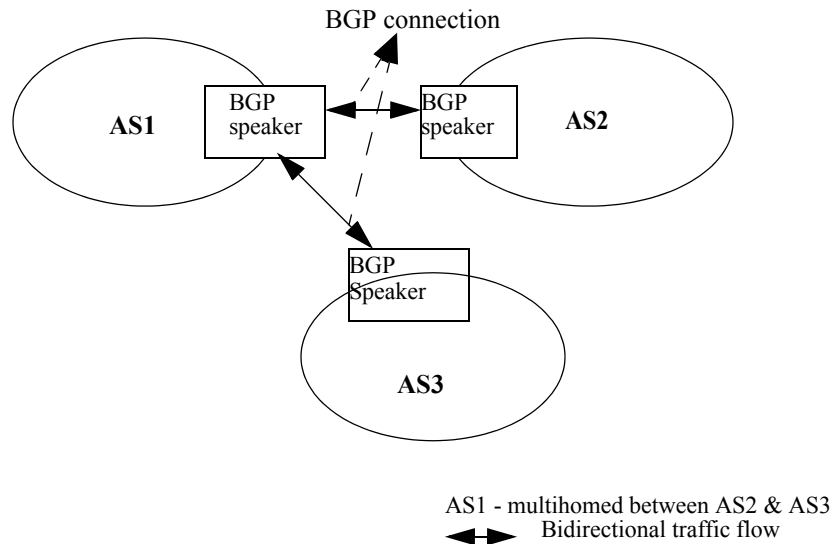 BGP connection
BGP
speaker
BGP
speaker
AS1
AS2
BGP
Speaker
AS3
AS1 - multihomed between AS2 & AS3
Bidirectional traffic flow